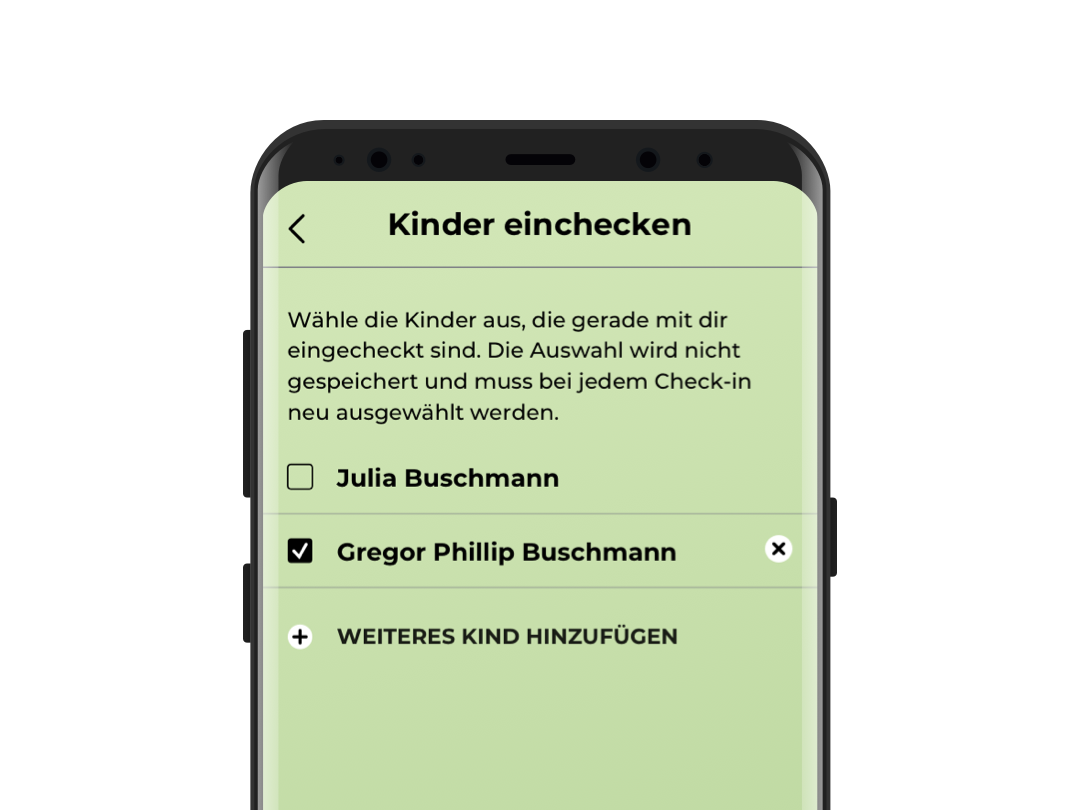 Kinder einchecken
Wähle die Kinder aus, die gerade mit dir
eingecheckt sind. Die Auswahl wird nicht
gespeichert und muss bei jedem Check-in
neu ausgewählt werden.
Julia Buschmann
Gregor Phillip Buschmann
WEITERES KIND HINZUFÜGEN